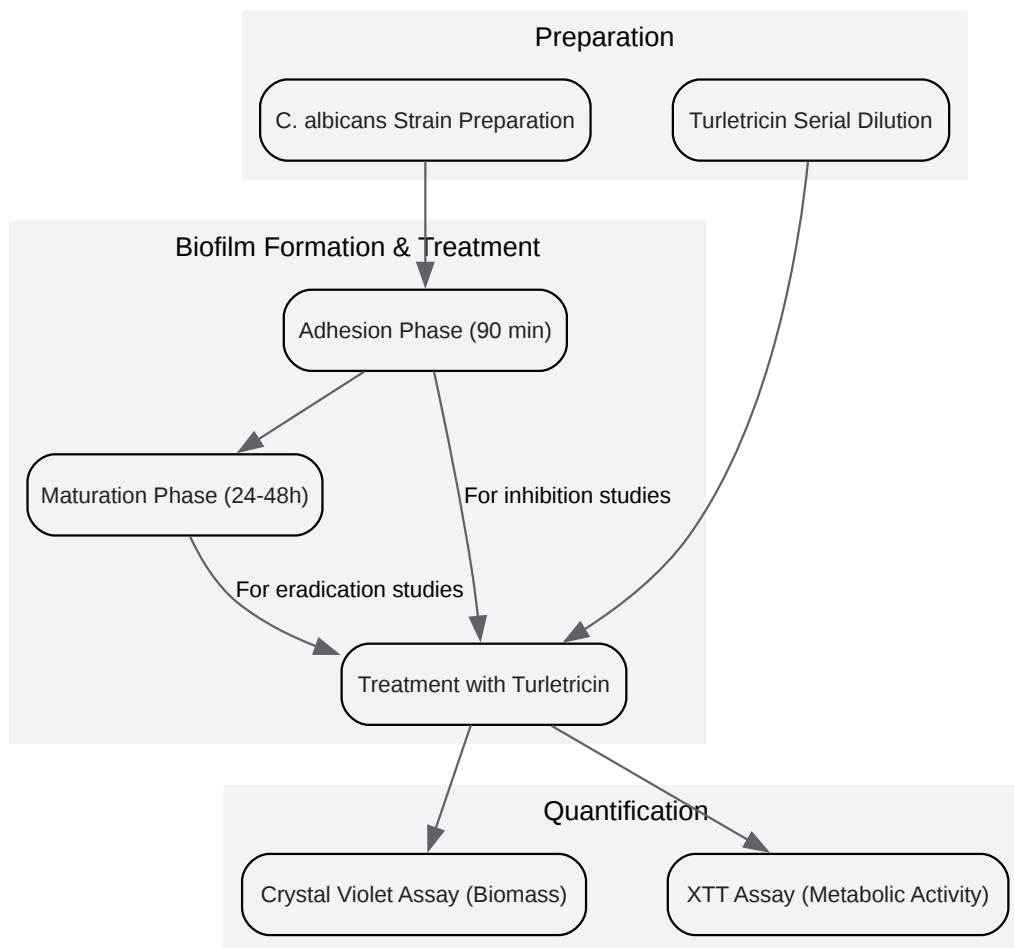 Preparation
C. albicans Strain Preparation
Turletricin Serial Dilution
Biofilm Formation & Treatment
Adhesion Phase (90 min)
Maturation Phase (24-48h)
For inhibition studies
For eradication studies
Treatment with Turletricin
Quantification
Crystal Violet Assay (Biomass)
XTT Assay (Metabolic Activity)